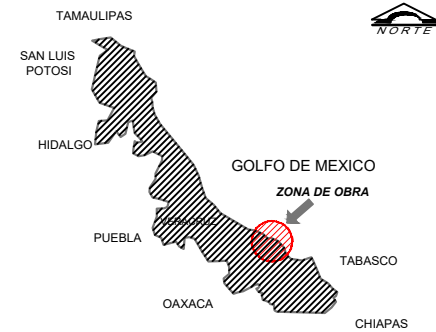 TAMAULIPAS
NORTE
SAN LUIS
POTOSI
HIDALGO
GOLFO DE MEXICO
ZONA DE OBRA
VERACRUZ
PUEBLA
TABASCO
OAXACA
CHIAPAS